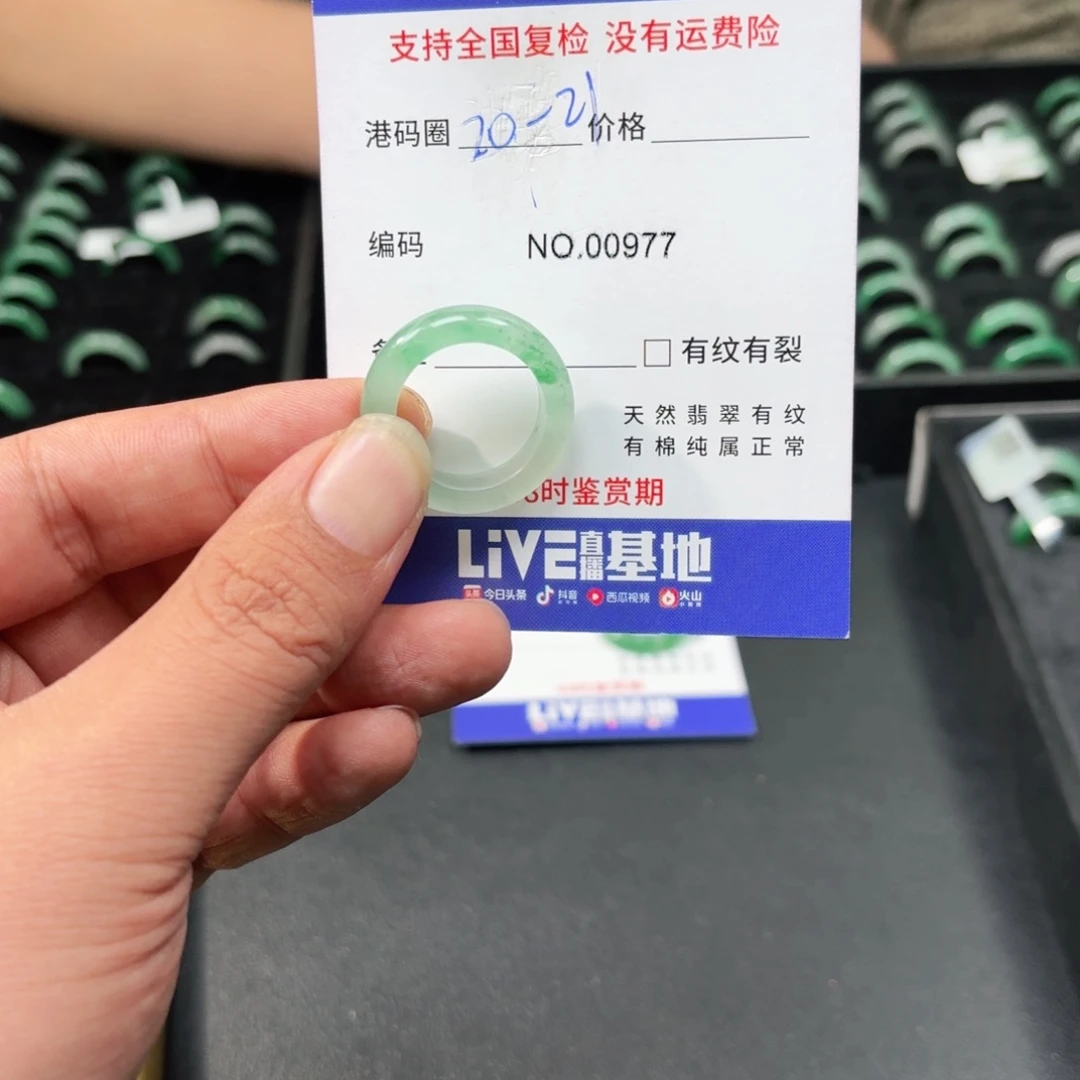 支持全国复检 没有运费险
港码圈 20-21 价格
编码 NO.00977
有纹有裂
天然翡翠有纹
有棉纯属正常
时鉴赏期
LiVE直播基地
头条 今日头条 抖音 西瓜视频 火山